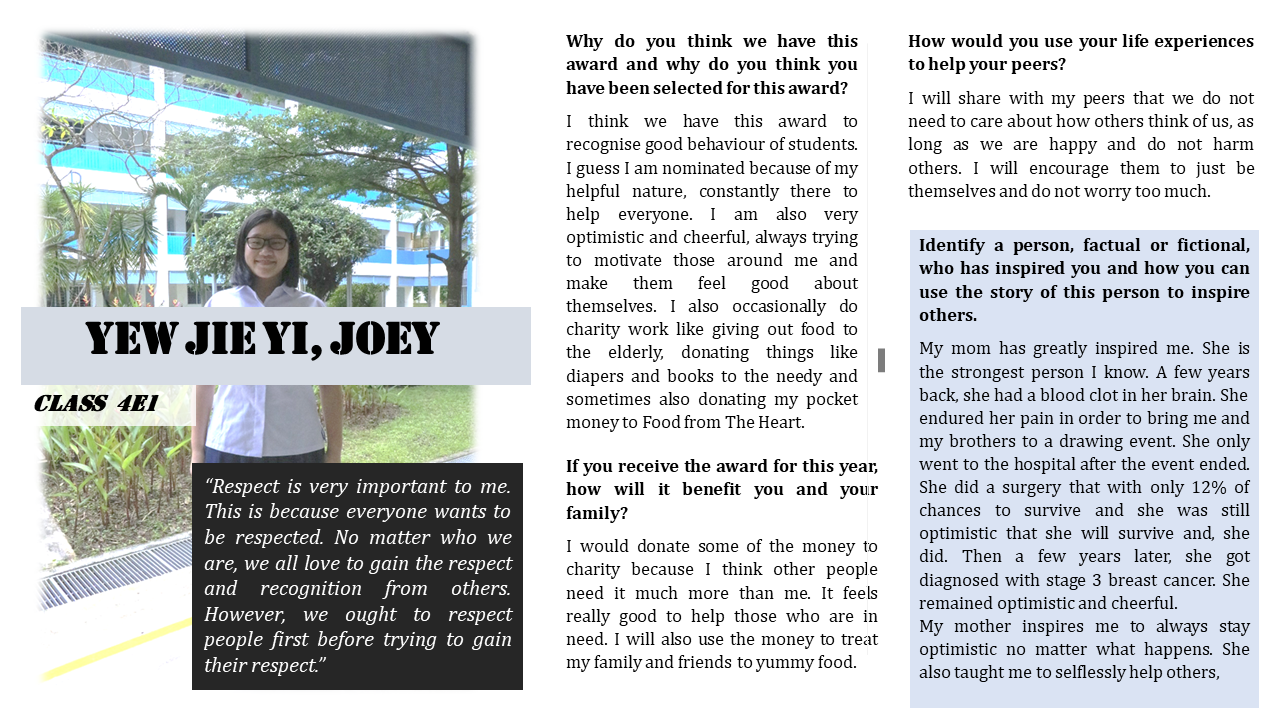 YEW JIE YI, JOEY
CLASS 4E1
“Respect is very important to me.
This is because everyone wants to
be respected. No matter who we
are, we all love to gain the respect
and recognition from others.
However, we ought to respect
people first before trying to gain
their respect.”
Why do you think we have this
award and why do you think you
have been selected for this award?
I think we have this award to
recognise good behaviour of students.
I guess I am nominated because of my
helpful nature, constantly there to
help everyone. I am also very
optimistic and cheerful, always trying
to motivate those around me and
make them feel good about
themselves. I also occasionally do
charity work like giving out food to
the elderly, donating things like
diapers and books to the needy and
sometimes also donating my pocket
money to Food from The Heart.
If you receive the award for this year,
how will it benefit you and your
family?
I would donate some of the money to
charity because I think other people
need it much more than me. It feels
really good to help those who are in
need. I will also use the money to treat
my family and friends to yummy food.
How would you use your life experiences
to help your peers?
I will share with my peers that we do not
need to care about how others think of us, as
long as we are happy and do not harm
others. I will encourage them to just be
themselves and do not worry too much.
Identify a person, factual or fictional,
who has inspired you and how you can
use the story of this person to inspire
others.
My mom has greatly inspired me. She is
the strongest person I know. A few years
back, she had a blood clot in her brain. She
endured her pain in order to bring me and
my brothers to a drawing event. She only
went to the hospital after the event ended.
She did a surgery that with only 12% of
chances to survive and she was still
optimistic that she will survive and, she
did. Then a few years later, she got
diagnosed with stage 3 breast cancer. She
remained optimistic and cheerful.
My mother inspires me to always stay
optimistic no matter what happens. She
also taught me to selflessly help others,